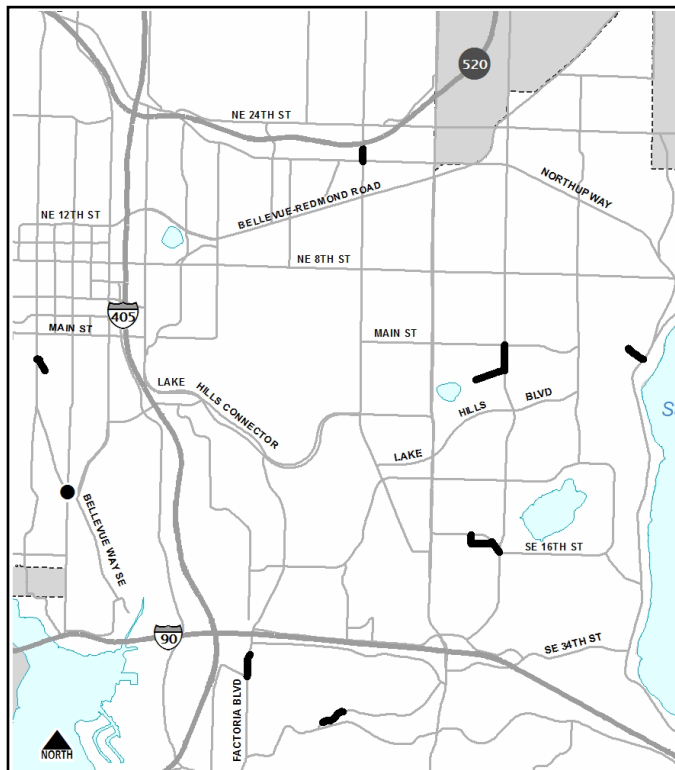 520
NE 24TH ST
NORTHUP WAY
BELLEVUE-REDMOND ROAD
NE 12TH ST
NE 8TH ST
405
MAIN ST
MAIN ST
LAKE
HILLS CONNECTOR
BLVD
HILLS
LAKE
S
BELLEVUE WAY SE
SE 16TH ST
90
SE 34TH ST
FACTORIA BLVD
NORTH